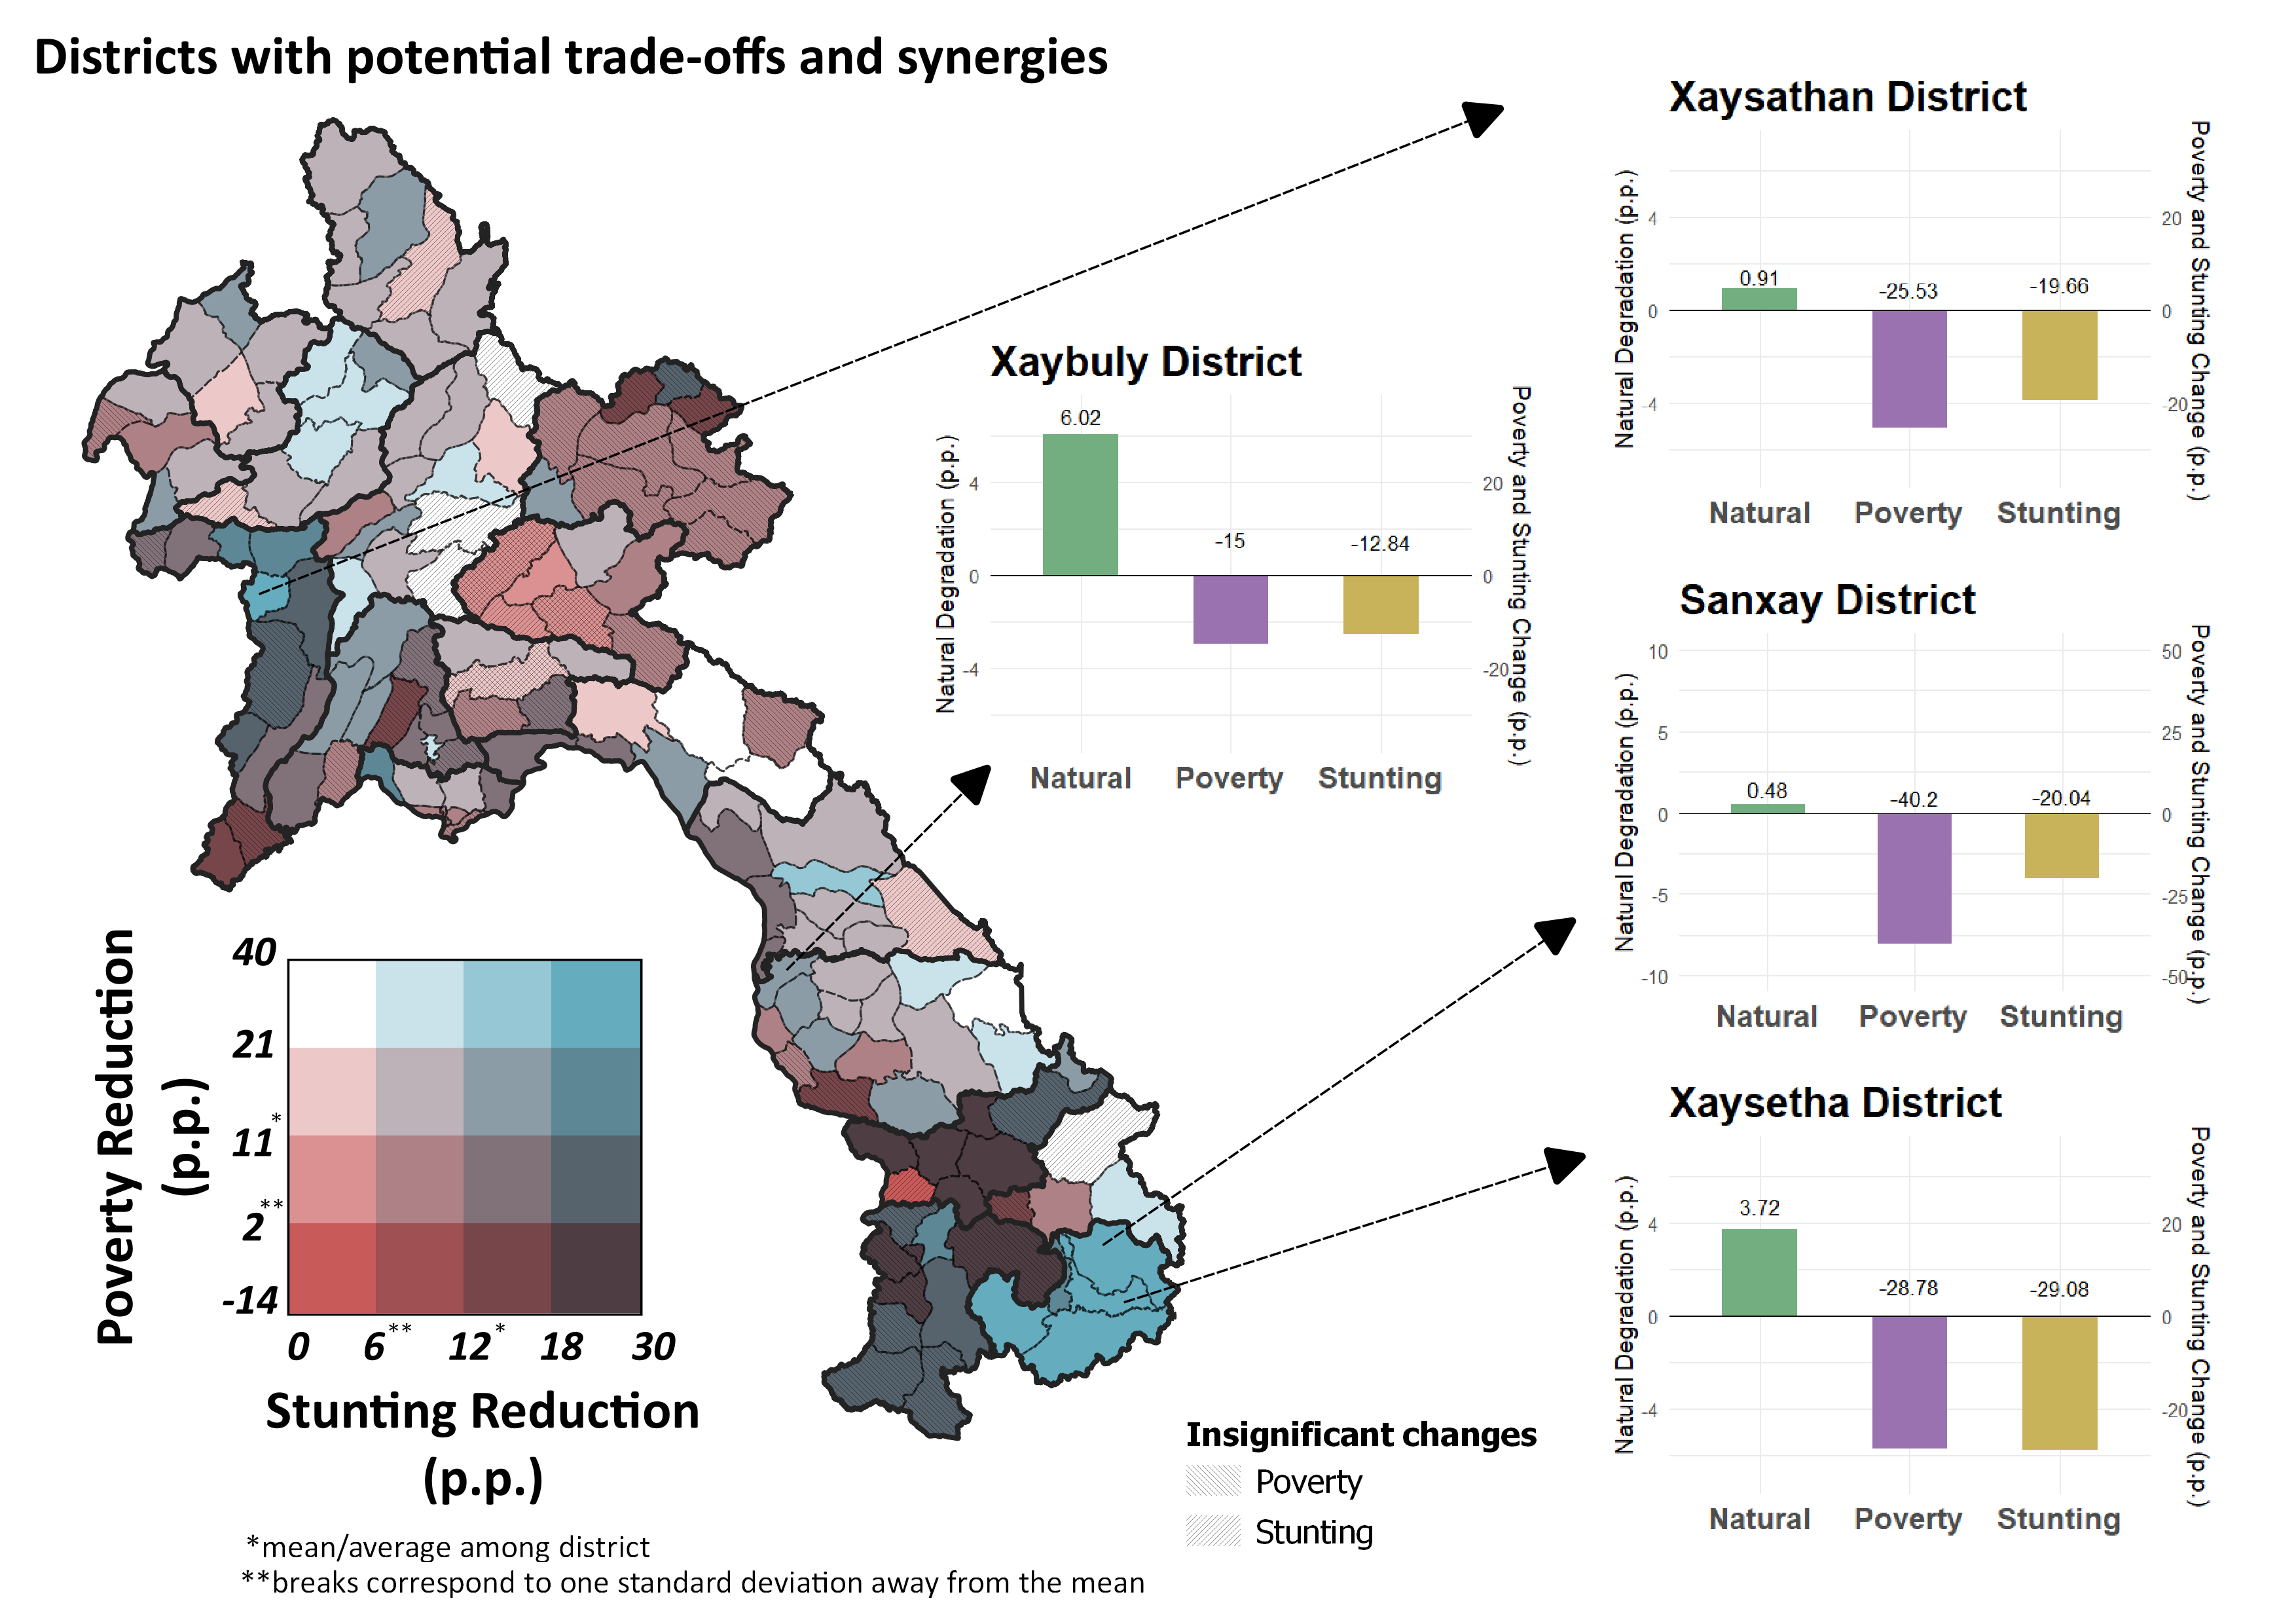 Districts with potential trade-offs and synergies
Xaysathan District
Natural Degradation (p.p.)
4
0
-4
0.91
-25.53
-19.66
20
0
-20
Poverty and Stunting Change (p.p.)
Natural Poverty Stunting
Xaybuly District
Natural Degradation (p.p.)
4
0
-4
6.02
-15
-12.84
20
0
-20
Poverty and Stunting Change (p.p.)
Natural Poverty Stunting
Sanxay District
Natural Degradation (p.p.)
10
5
0
-5
-10
0.48
-40.2
-20.04
50
25
0
-25
-50
Poverty and Stunting Change (p.p.)
Natural Poverty Stunting
Xaysetha District
Natural Degradation (p.p.)
4
0
-4
3.72
-28.78
-29.08
20
0
-20
Poverty and Stunting Change (p.p.)
Natural Poverty Stunting
Poverty Reduction
(p.p.)
40
21
11*
2**
-14
0 6** 12* 18 30
Stunting Reduction
(p.p.)
Insignificant changes
Poverty
Stunting
*mean/average among district
**breaks correspond to one standard deviation away from the mean